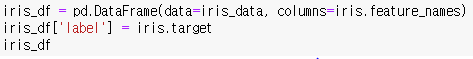 iris_df = pd.DataFrame(data=iris_data, columns=iris.feature_names)
iris_df['label'] = iris.target
iris_df